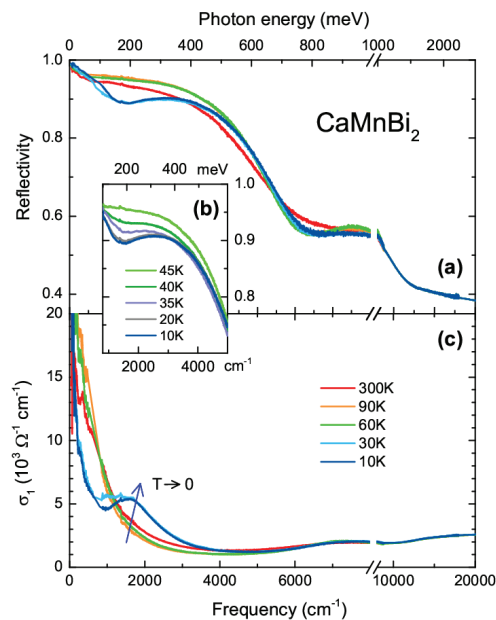 Photon energy (meV)
0 200 400 600 800 1000 2000
1.0
0.8
0.6
0.4
Reflectivity
CaMnBi2
200 400 meV
(b)
1.0
0.9
0.8
45K
40K
35K
20K
10K
2000 4000 cm-1
(a)
20
15
10
5
0
σ1 (10³ Ω-1 cm-1)
(c)
300K
90K
60K
30K
10K
T→0
0 2000 4000 6000 10000 20000
Frequency (cm-1)